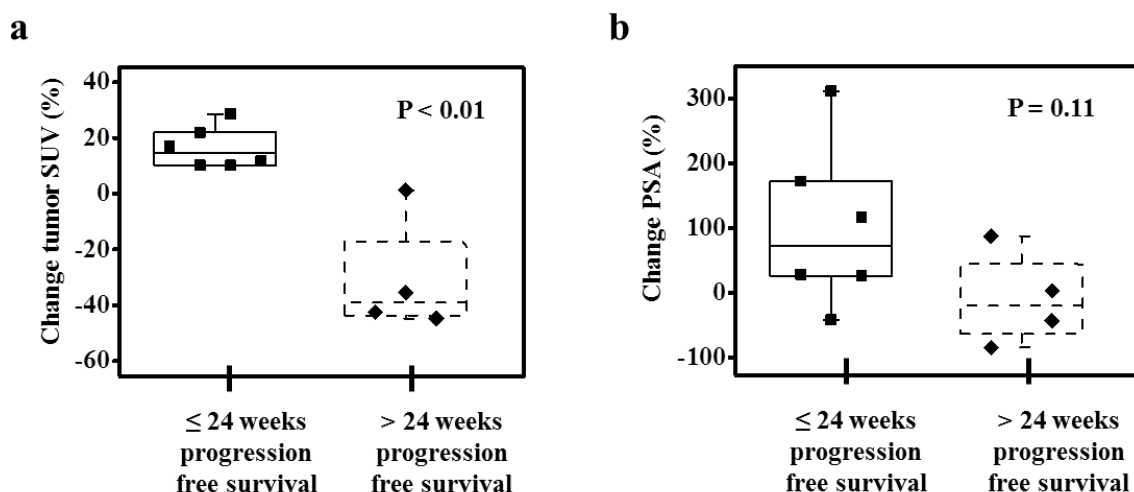 a
Change tumor SUV (%)
40
20
0
-20
-40
-60
P < 0.01
≤ 24 weeks
progression
free survival
> 24 weeks
progression
free survival
b
Change PSA (%)
300
200
100
0
-100
P = 0.11
≤ 24 weeks
progression
free survival
> 24 weeks
progression
free survival